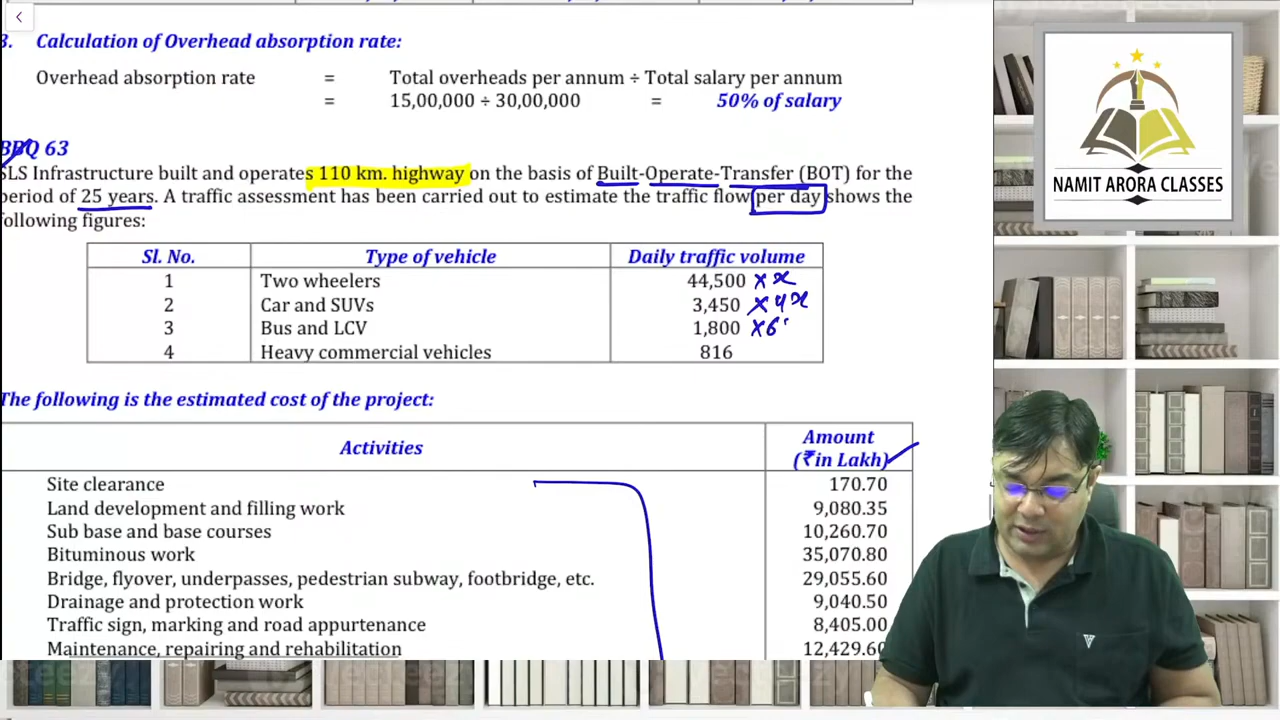 3. Calculation of Overhead absorption rate:
Overhead absorption rate = Total overheads per annum ÷ Total salary per annum
= 15,00,000 ÷ 30,00,000 = 50% of salary
BBQ 63
SLS Infrastructure built and operates 110 km. highway on the basis of Built-Operate-Transfer (BOT) for the
period of 25 years. A traffic assessment has been carried out to estimate the traffic flow per day shows the
following figures:
Sl. No. Type of vehicle Daily traffic volume
1 Two wheelers 44,500 × x
2 Car and SUVs 3,450 × 4x
3 Bus and LCV 1,800 × 6
4 Heavy commercial vehicles 816
The following is the estimated cost of the project:
Activities Amount
(₹ in Lakh)
Site clearance 170.70
Land development and filling work 9,080.35
Sub base and base courses 10,260.70
Bituminous work 35,070.80
Bridge, flyover, underpasses, pedestrian subway, footbridge, etc. 29,055.60
Drainage and protection work 9,040.50
Traffic sign, marking and road appurtenance 8,405.00
Maintenance, repairing and rehabilitation 12,429.60
NAMIT ARORA CLASSES